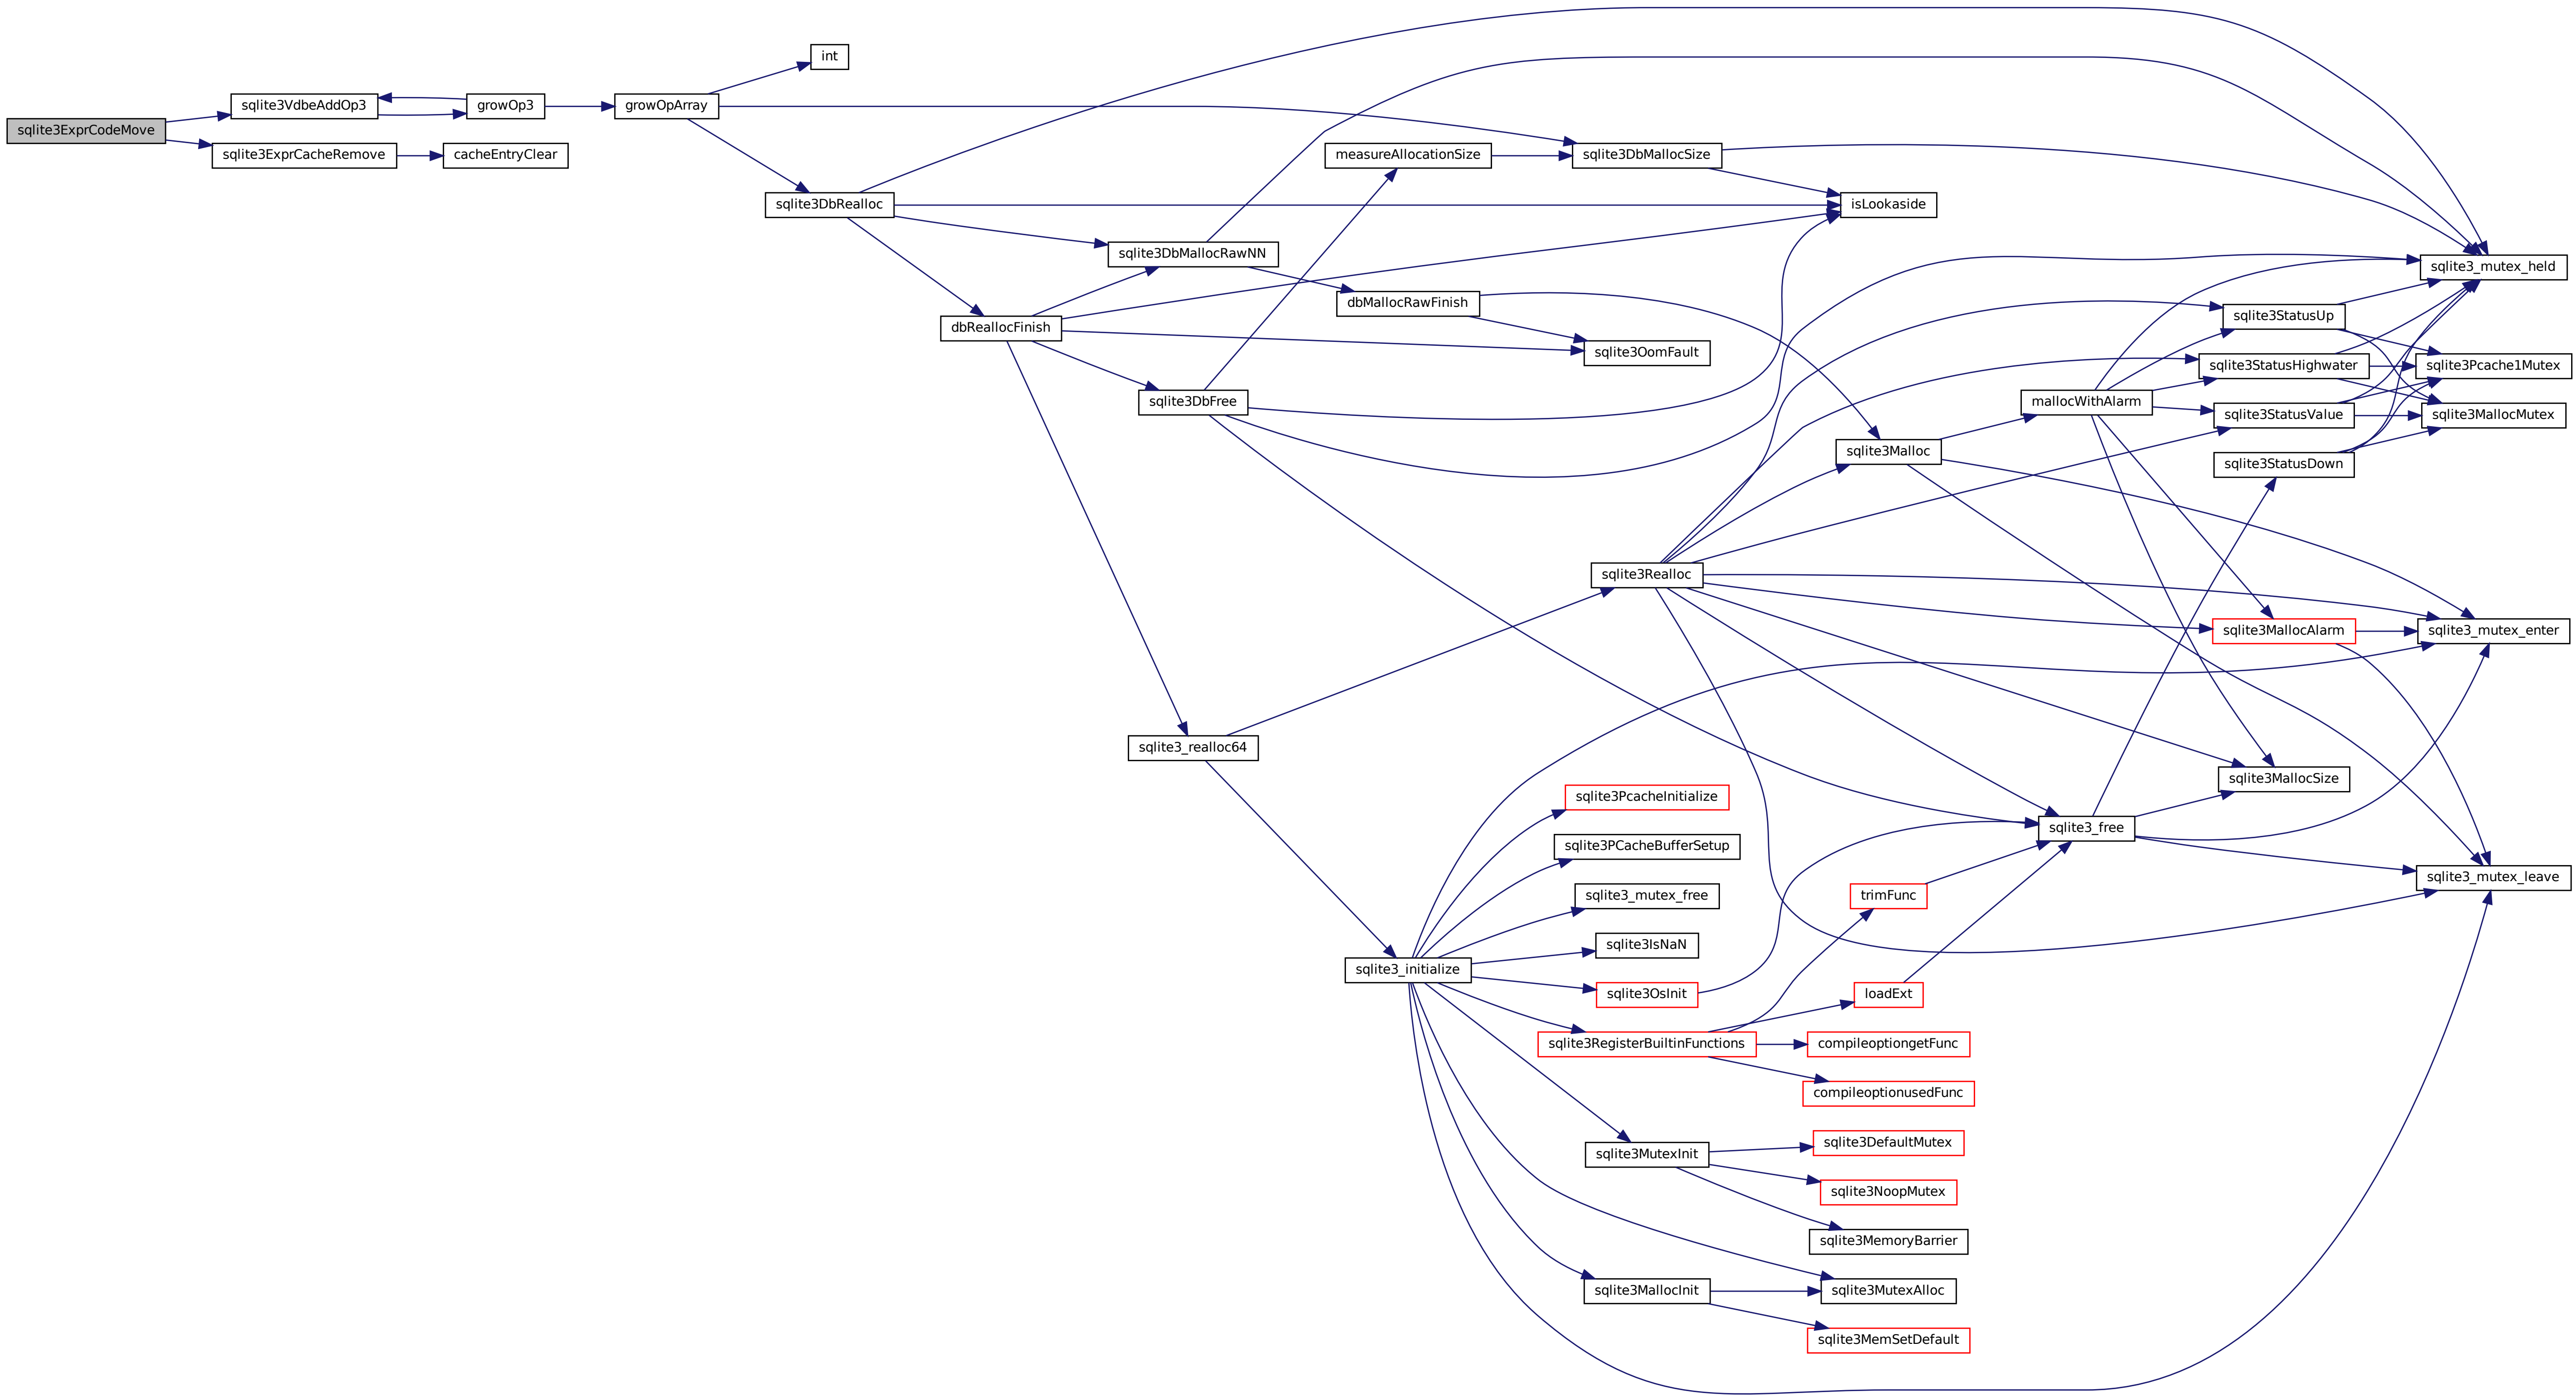 sqlite3ExprCodeMove
sqlite3VdbeAddOp3
sqlite3ExprCacheRemove
growOp3
cacheEntryClear
growOpArray
int
sqlite3DbRealloc
dbReallocFinish
sqlite3DbMallocRawNN
sqlite3DbFree
sqlite3_realloc64
measureAllocationSize
dbMallocRawFinish
sqlite3_initialize
sqlite3DbMallocSize
sqlite3OomFault
sqlite3Realloc
sqlite3PcacheInitialize
sqlite3PCacheBufferSetup
sqlite3_mutex_free
sqlite3IsNaN
sqlite3OsInit
sqlite3RegisterBuiltinFunctions
sqlite3MutexInit
sqlite3MallocInit
isLookaside
sqlite3Malloc
trimFunc
loadExt
compileoptiongetFunc
compileoptionusedFunc
sqlite3DefaultMutex
sqlite3NoopMutex
sqlite3MemoryBarrier
sqlite3MutexAlloc
sqlite3MemSetDefault
mallocWithAlarm
sqlite3_free
sqlite3StatusUp
sqlite3StatusHighwater
sqlite3StatusValue
sqlite3StatusDown
sqlite3MallocAlarm
sqlite3MallocSize
sqlite3_mutex_held
sqlite3Pcache1Mutex
sqlite3MallocMutex
sqlite3_mutex_enter
sqlite3_mutex_leave